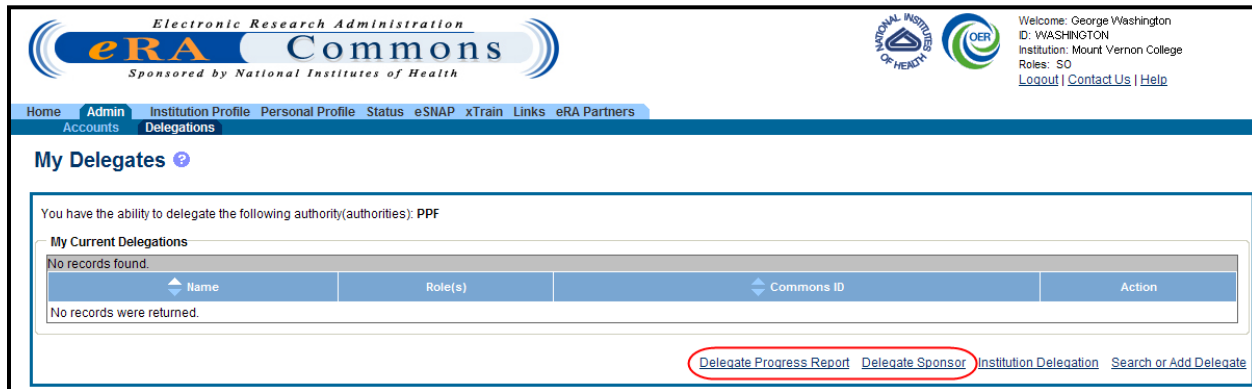 Electronic Research Administration
eRA Commons
Sponsored by National Institutes of Health
NATIONAL INSTITUTES OF HEALTH
OER
Welcome: George Washington
ID: WASHINGTON
Institution: Mount Vernon College
Roles: SO
Logout | Contact Us | Help
Home Admin Institution Profile Personal Profile Status eSNAP xTrain Links eRA Partners
Accounts Delegations
My Delegates ?
You have the ability to delegate the following authority(authorities): PPF
My Current Delegations
No records found.
Name Role(s) Commons ID Action
No records were returned.
Delegate Progress Report Delegate Sponsor Institution Delegation Search or Add Delegate